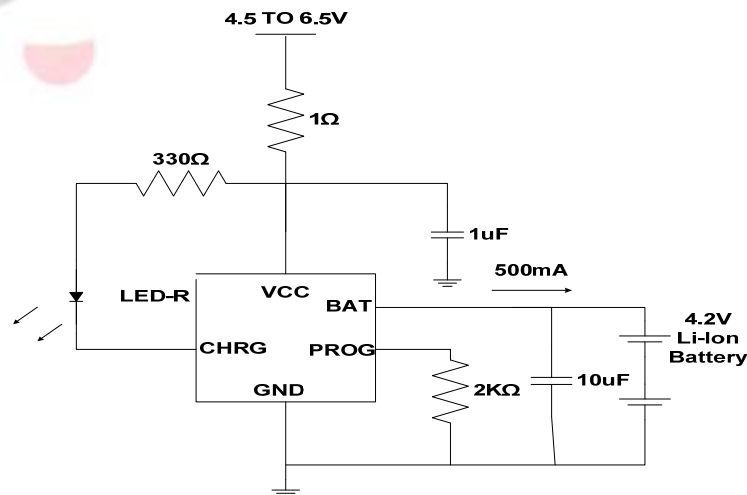 4.5 TO 6.5V
1Ω
330Ω
1uF
500mA
LED-R
VCC
BAT
4.2V
Li-Ion
Battery
CHRG
PROG
GND
2KΩ
10uF